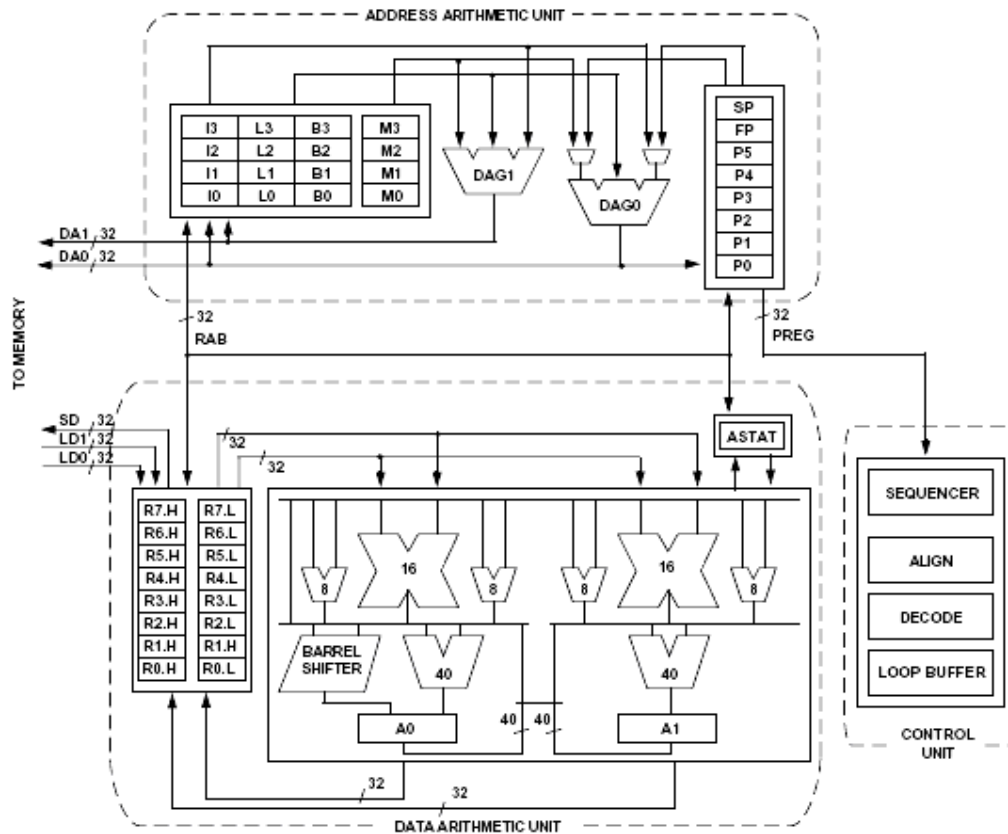 ADDRESS ARITHMETIC UNIT
SP
I3 L3 B3 M3 FP
I2 L2 B2 M2 P5
I1 L1 B1 M1 DAG1 P4
I0 L0 B0 M0 P3
DAG0 P2
DA1 32 P1
DA0 32 P0
TO MEMORY
32 RAB 32 PREG
SD 32
LD1 32
LD0 32
32
32
ASTAT
R7.H R7.L
R6.H R6.L
R5.H R5.L
R4.H R4.L
R3.H R3.L
R2.H R2.L
R1.H R1.H
R0.H R0.L
8 16 8 8 16 8
BARREL SHIFTER
40 40
A0 40 40 A1
32 32
DATA ARITHMETIC UNIT
SEQUENCER
ALIGN
DECODE
LOOP BUFFER
CONTROL
UNIT